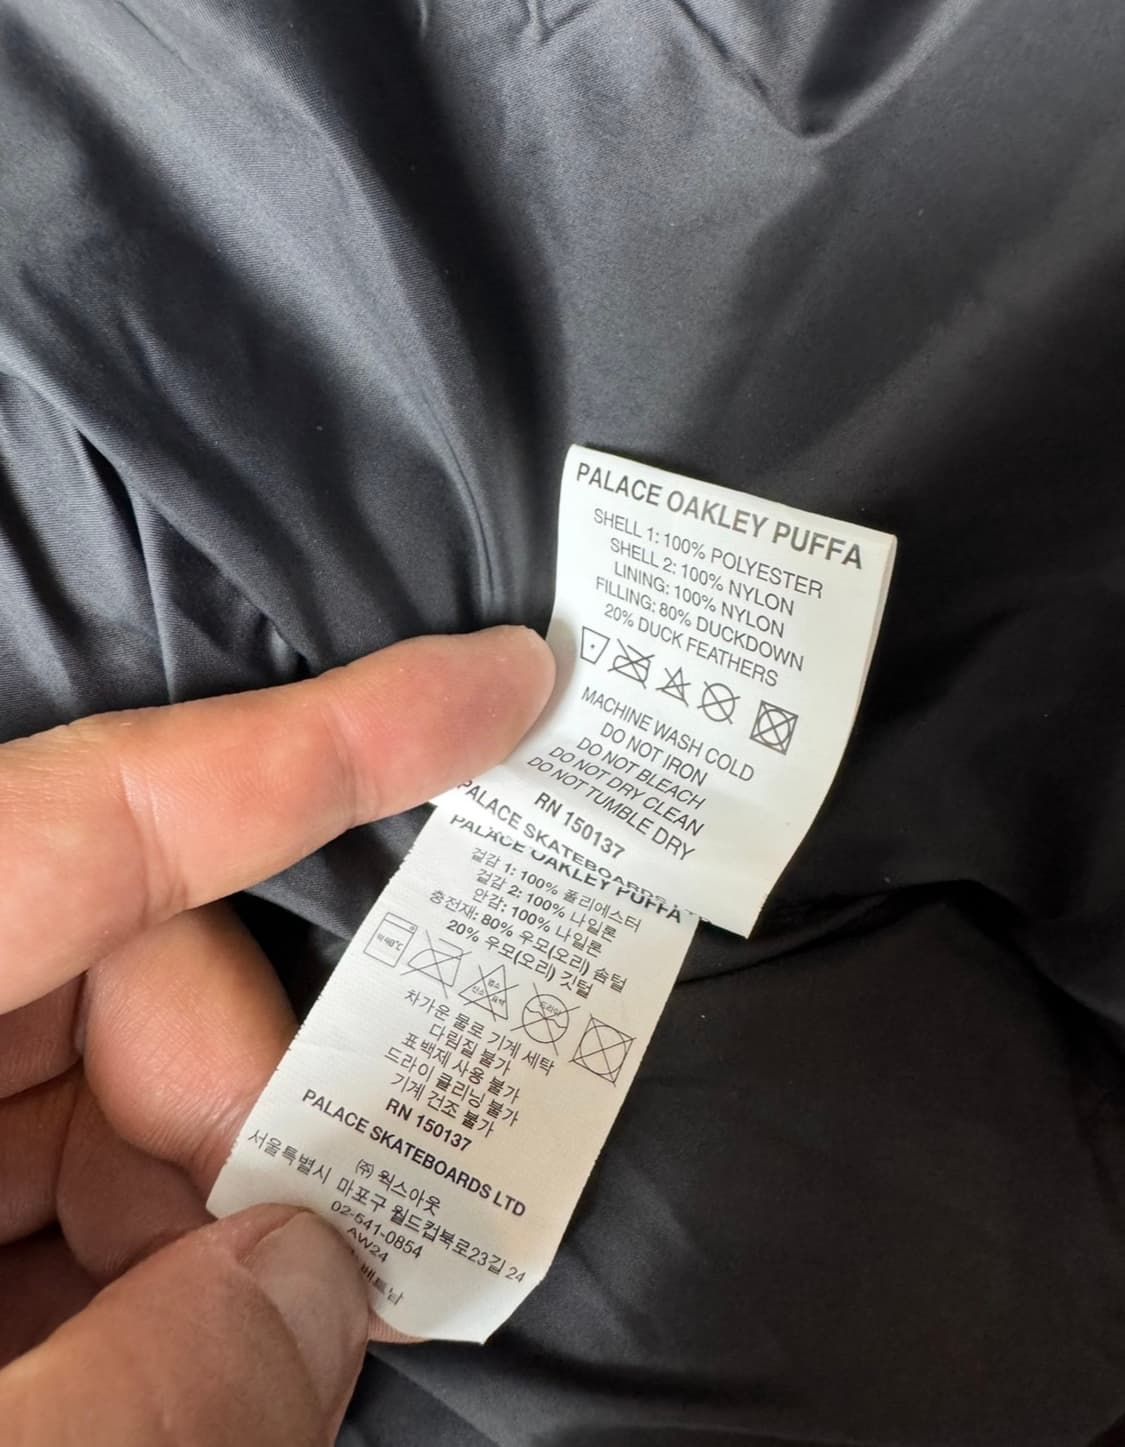 PALACE OAKLEY PUFFA
SHELL 1: 100% POLYESTER
SHELL 2: 100% NYLON
LINING: 100% NYLON
FILLING: 80% DUCKDOWN
20% DUCK FEATHERS
MACHINE WASH COLD
DO NOT IRON
DO NOT BLEACH
DO NOT DRY CLEAN
DO NOT TUMBLE DRY
RN 150137
PALACE SKATEBOARDS
PALACE OAKLEY PUFFA
겉감 1: 100% 폴리에스터
겉감 2: 100% 나일론
안감: 100% 나일론
충전재: 80% 우모(오리) 솜털
20% 우모(오리) 깃털
차가운 물로 기계 세탁
다림질 불가
표백제 사용 불가
드라이 클리닝 불가
기계 건조 불가
RN 150137
PALACE SKATEBOARDS LTD
㈜ 웍스아웃
서울특별시 마포구 월드컵북로23길 24
02-541-0854
AW24
베트남